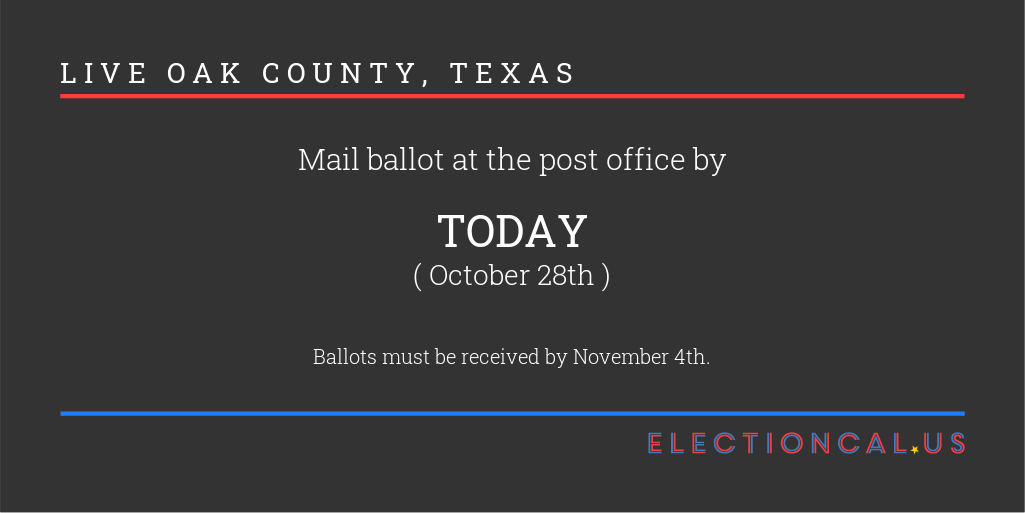 LIVE OAK COUNTY, TEXAS
Mail ballot at the post office by
TODAY
( October 28th )
Ballots must be received by November 4th.
ELECTIONCAL.US